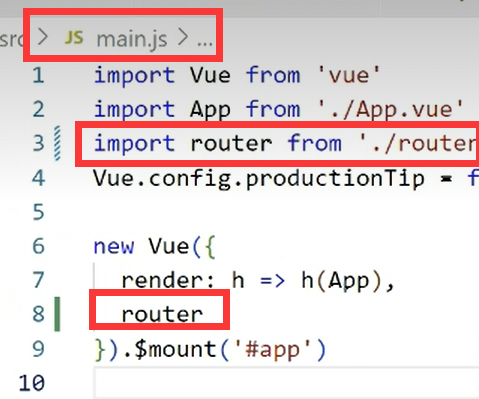 src > JS main.js > ...
1 import Vue from 'vue'
2 import App from './App.vue'
3 import router from './router
4 Vue.config.productionTip = f
5
6 new Vue({
7 render: h => h(App),
8 router
9 }).$mount('#app')
10